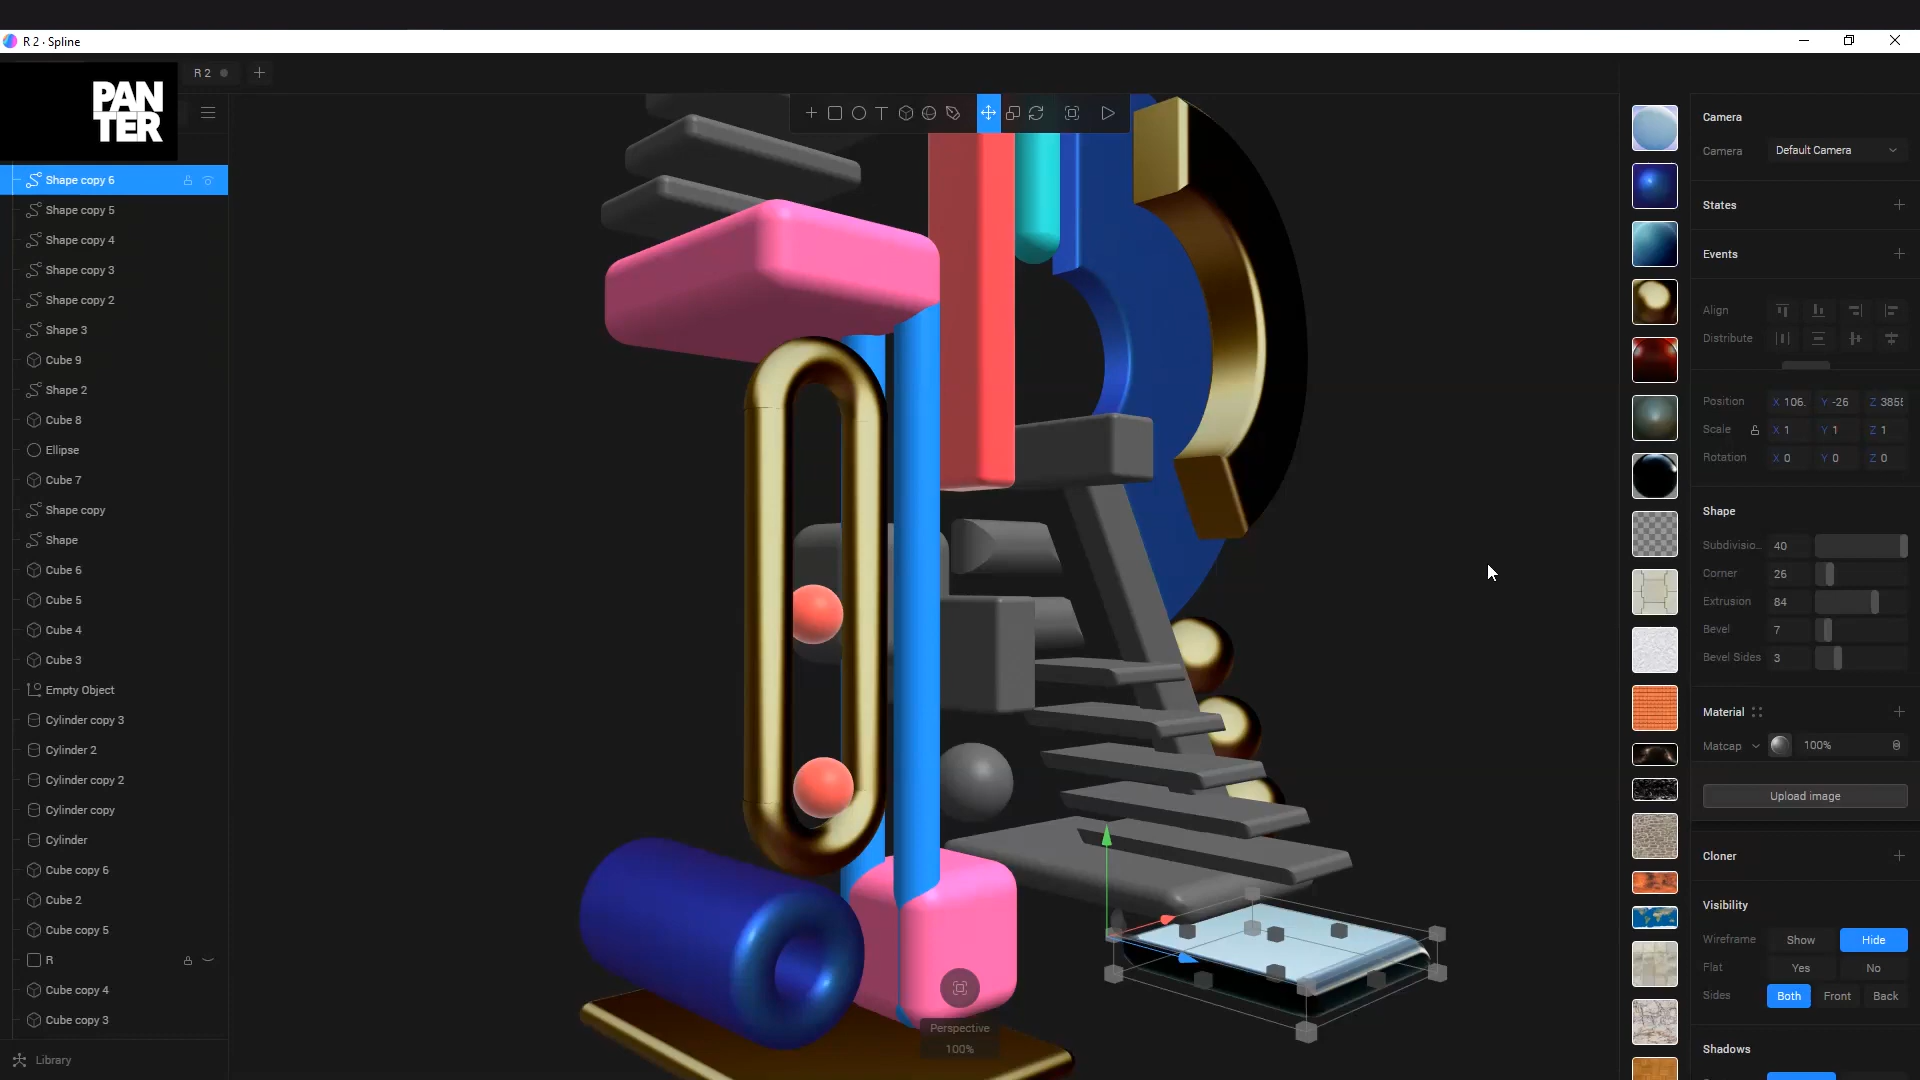 R 2 - Spline
PAN
TER
R 2
Shape copy 6
Shape copy 5
Shape copy 4
Shape copy 3
Shape copy 2
Shape 3
Cube 9
Shape 2
Cube 8
Ellipse
Cube 7
Shape copy
Shape
Cube 6
Cube 5
Cube 4
Cube 3
Empty Object
Cylinder copy 3
Cylinder 2
Cylinder copy 2
Cylinder copy
Cylinder
Cube copy 6
Cube 2
Cube copy 5
R
Cube copy 4
Cube copy 3
Library
Perspective
100%
Camera
Camera Default Camera
States
Events
Align
Distribute
Position X 106. Y -26 Z 385
Scale X 1 Y 1 Z 1
Rotation X 0 Y 0 Z 0
Shape
Subdivisio... 40
Corner 26
Extrusion 84
Bevel 7
Bevel Sides 3
Material
Matcap 100%
Upload image
Cloner
Visibility
Wireframe Show Hide
Flat Yes No
Sides Both Front Back
Shadows